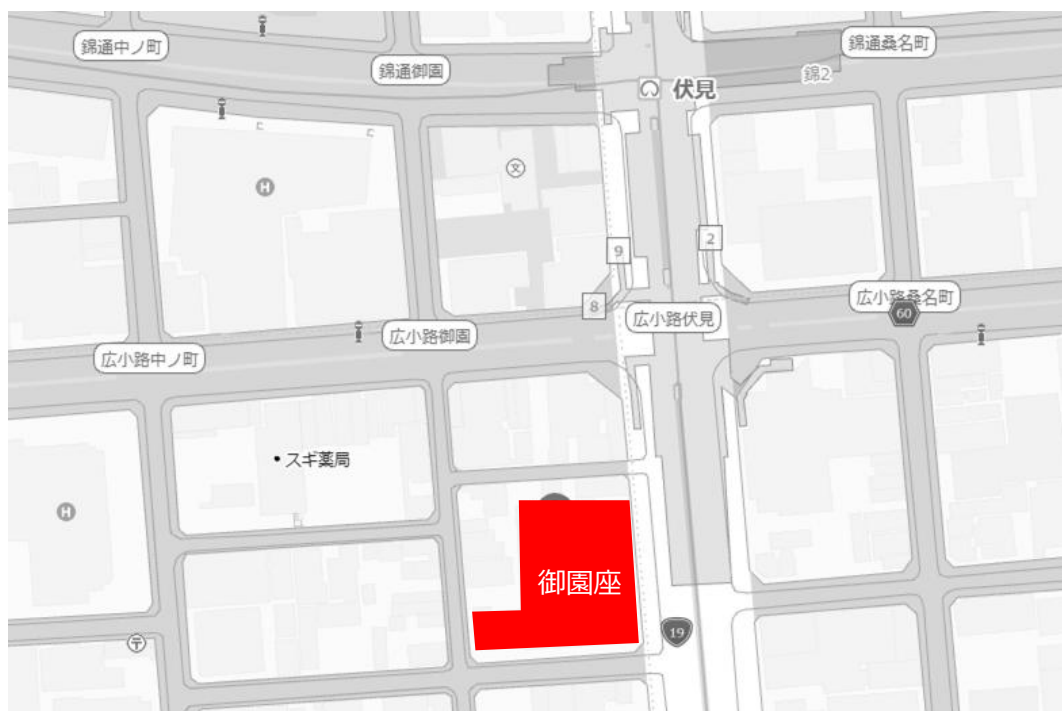 錦通中ノ町
錦通御園
錦通桑名町
錦2
伏見
文
H
9
2
8
広小路伏見
広小路桑名町
60
広小路御園
広小路中ノ町
スギ薬局
H
御園座
19
〒